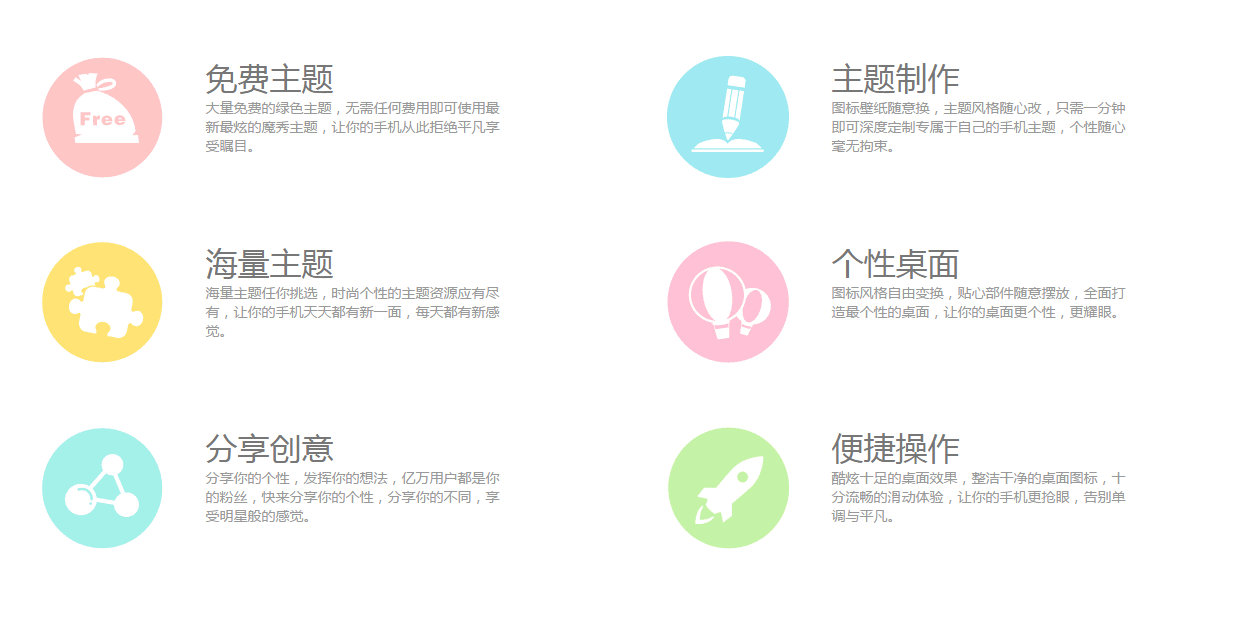 Free
免费主题
大量免费的绿色主题，无需任何费用即可使用最
新最炫的魔秀主题，让你的手机从此拒绝平凡享
受瞩目。
主题制作
图标壁纸随意换，主题风格随心改，只需一分钟
即可深度定制专属于自己的手机主题，个性随心
毫无拘束。
海量主题
海量主题任你挑选，时尚个性的主题资源应有尽
有，让你的手机天天都有新一面，每天都有新感
觉。
个性桌面
图标风格自由变换，贴心部件随意摆放，全面打
造最个性的桌面，让你的桌面更个性，更耀眼。
分享创意
分享你的个性，发挥你的想法，亿万用户都是你
的粉丝，快来分享你的个性，分享你的不同，享
受明星般的感觉。
便捷操作
酷炫十足的桌面效果，整洁干净的桌面图标，十
分流畅的滑动体验，让你的手机更抢眼，告别单
调与平凡。